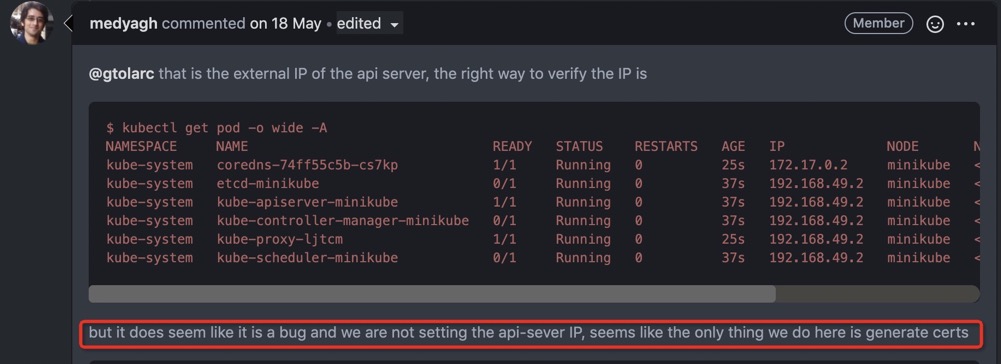 medyagh commented on 18 May • edited
Member
@gtolarc that is the external IP of the api server, the right way to verify the IP is
$ kubectl get pod -o wide -A
NAMESPACE NAME READY STATUS RESTARTS AGE IP NODE N
kube-system coredns-74ff55c5b-cs7kp 1/1 Running 0 25s 172.17.0.2 minikube <
kube-system etcd-minikube 0/1 Running 0 37s 192.168.49.2 minikube <
kube-system kube-apiserver-minikube 1/1 Running 0 37s 192.168.49.2 minikube <
kube-system kube-controller-manager-minikube 0/1 Running 0 37s 192.168.49.2 minikube <
kube-system kube-proxy-ljtcm 1/1 Running 0 25s 192.168.49.2 minikube <
kube-system kube-scheduler-minikube 0/1 Running 0 37s 192.168.49.2 minikube <
but it does seem like it is a bug and we are not setting the api-sever IP, seems like the only thing we do here is generate certs